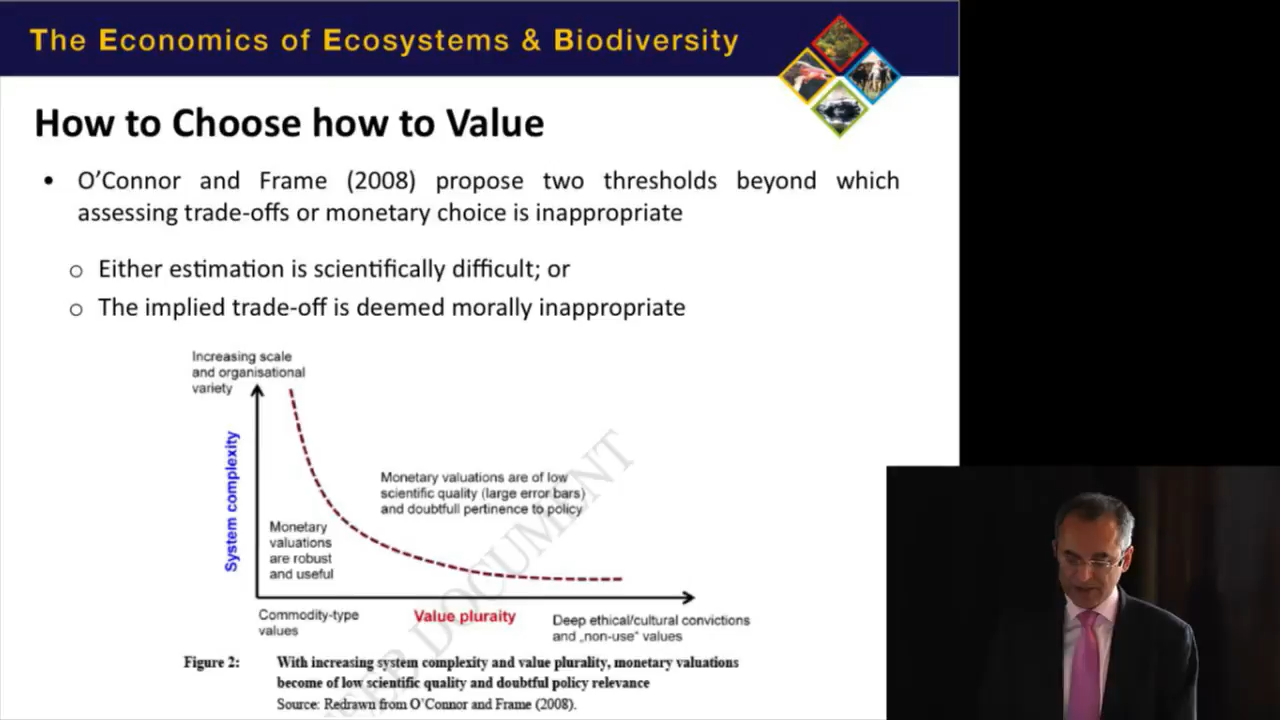 The Economics of Ecosystems & Biodiversity
How to Choose how to Value
• O'Connor and Frame (2008) propose two thresholds beyond which
assessing trade-offs or monetary choice is inappropriate
o Either estimation is scientifically difficult; or
o The implied trade-off is deemed morally inappropriate
Increasing scale
and organisational
variety
System complexity
Monetary valuations are of low
scientific quality (large error bars)
and doubtfull pertinence to policy
Monetary
valuations
are robust
and useful
Commodity-type
values
Value pluraity
Deep ethical/cultural convictions
and „non-use“ values
Figure 2: With increasing system complexity and value plurality, monetary valuations
become of low scientific quality and doubtful policy relevance
Source: Redrawn from O'Connor and Frame (2008).
DOCUMENT